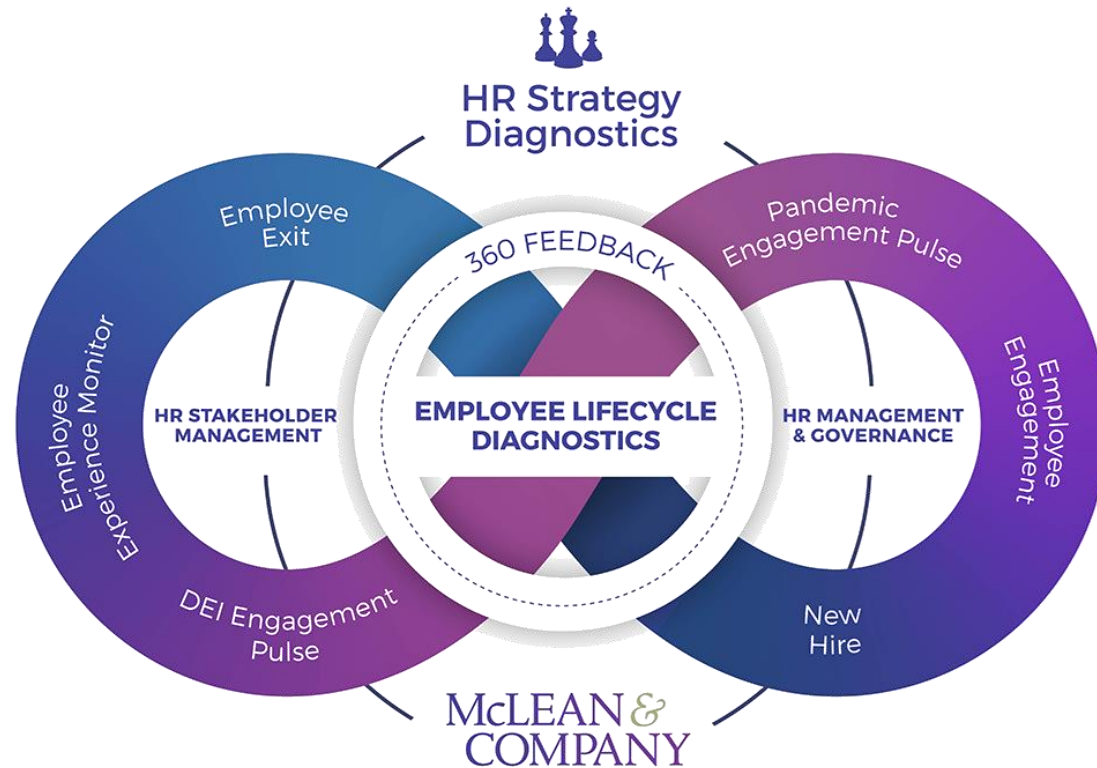 HR Strategy
Diagnostics
Employee
Exit
Pandemic
Engagement Pulse
360 FEEDBACK
Employee
Experience Monitor
HR STAKEHOLDER
MANAGEMENT
EMPLOYEE LIFECYCLE
DIAGNOSTICS
HR MANAGEMENT
& GOVERNANCE
Employee
Engagement
DEI Engagement
Pulse
New
Hire
McLEAN &
COMPANY